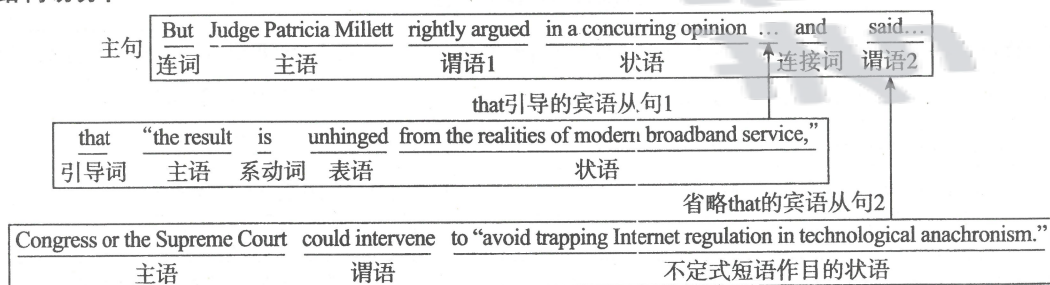 But Judge Patricia Millett rightly argued in a concurring opinion … and said…
主句
连词 主语 谓语1 状语 连接词 谓语2
that引导的宾语从句1
that “the result is unhinged from the realities of modern broadband service,”
引导词 主语 系动词 表语 状语
省略that的宾语从句2
Congress or the Supreme Court could intervene to “avoid trapping Internet regulation in technological anachronism.”
主语 谓语 不定式短语作目的状语